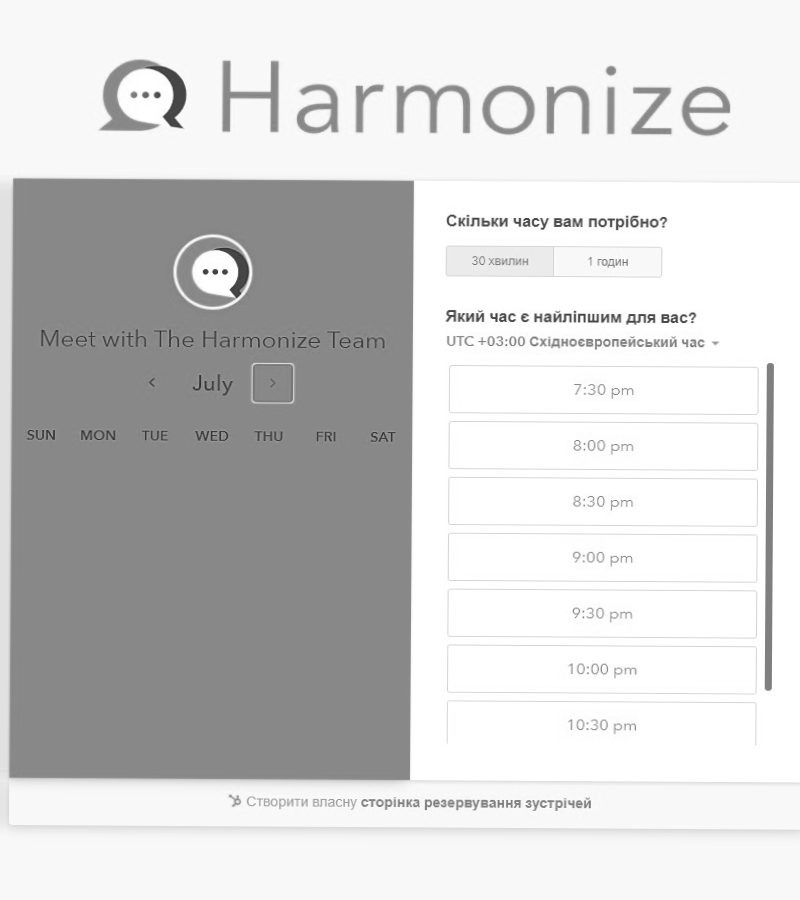 Harmonize
Meet with The Harmonize Team
July
SUN MON TUE WED THU FRI SAT
Скільки часу вам потрібно?
30 хвилин 1 годин
Який час є найліпшим для вас?
UTC +03:00 Східноєвропейський час
7:30 pm
8:00 pm
8:30 pm
9:00 pm
9:30 pm
10:00 pm
10:30 pm
Створити власну сторінка резервування зустрічей